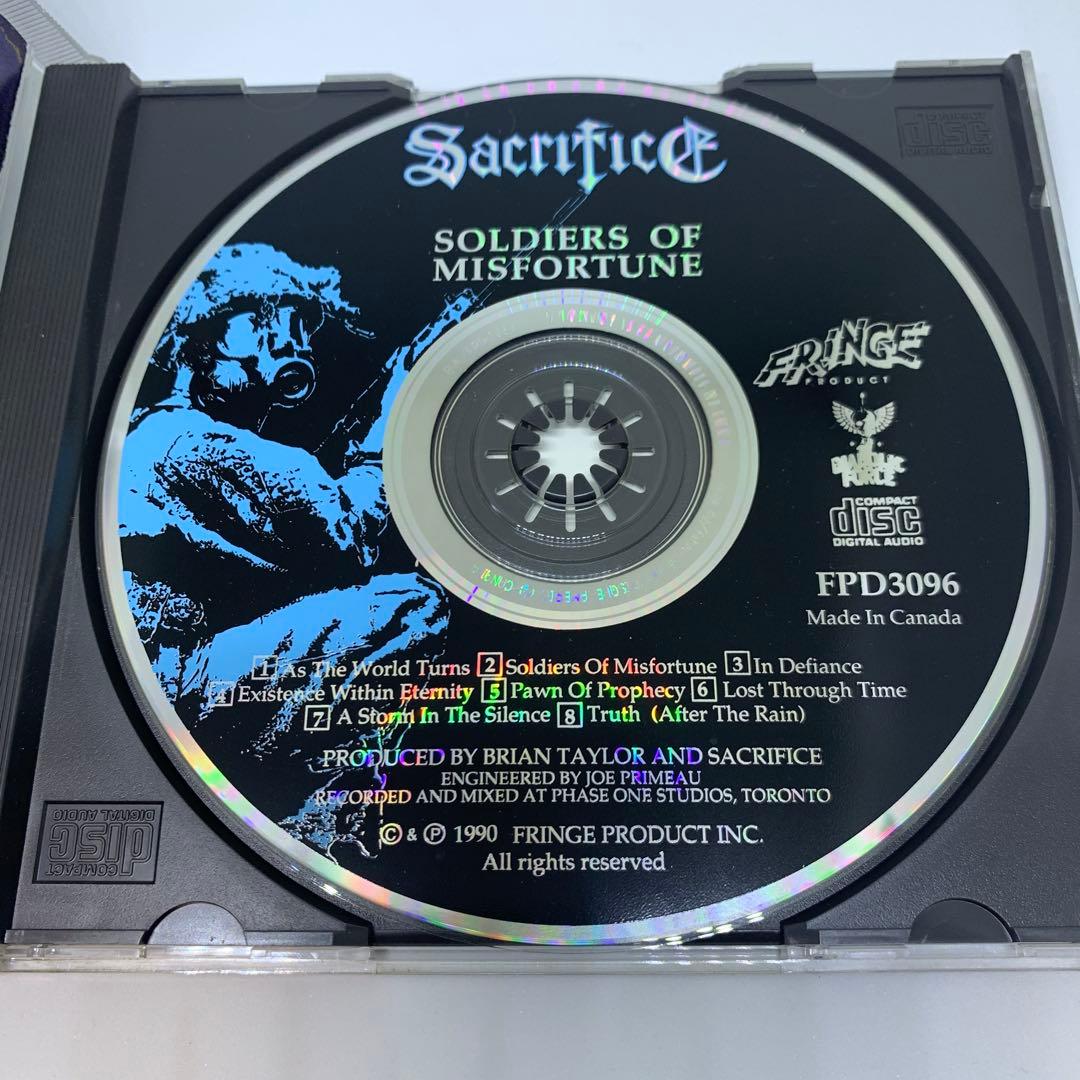 Sacrifice
SOLDIERS OF
MISFORTUNE
FRINGE
PRODUCT
DIABOLIC
FORCE
COMPACT
disc
DIGITAL AUDIO
FPD3096
Made In Canada
1 As The World Turns 2 Soldiers Of Misfortune 3 In Defiance
4 Existence Within Eternity 5 Pawn Of Prophecy 6 Lost Through Time
7 A Storm In The Silence 8 Truth (After The Rain)
PRODUCED BY BRIAN TAYLOR AND SACRIFICE
ENGINEERED BY JOE PRIMEAU
RECORDED AND MIXED AT PHASE ONE STUDIOS, TORONTO
© & ℗ 1990 FRINGE PRODUCT INC.
All rights reserved
COMPACT
disc
DIGITAL AUDIO
COMPACT
disc
DIGITAL AUDIO